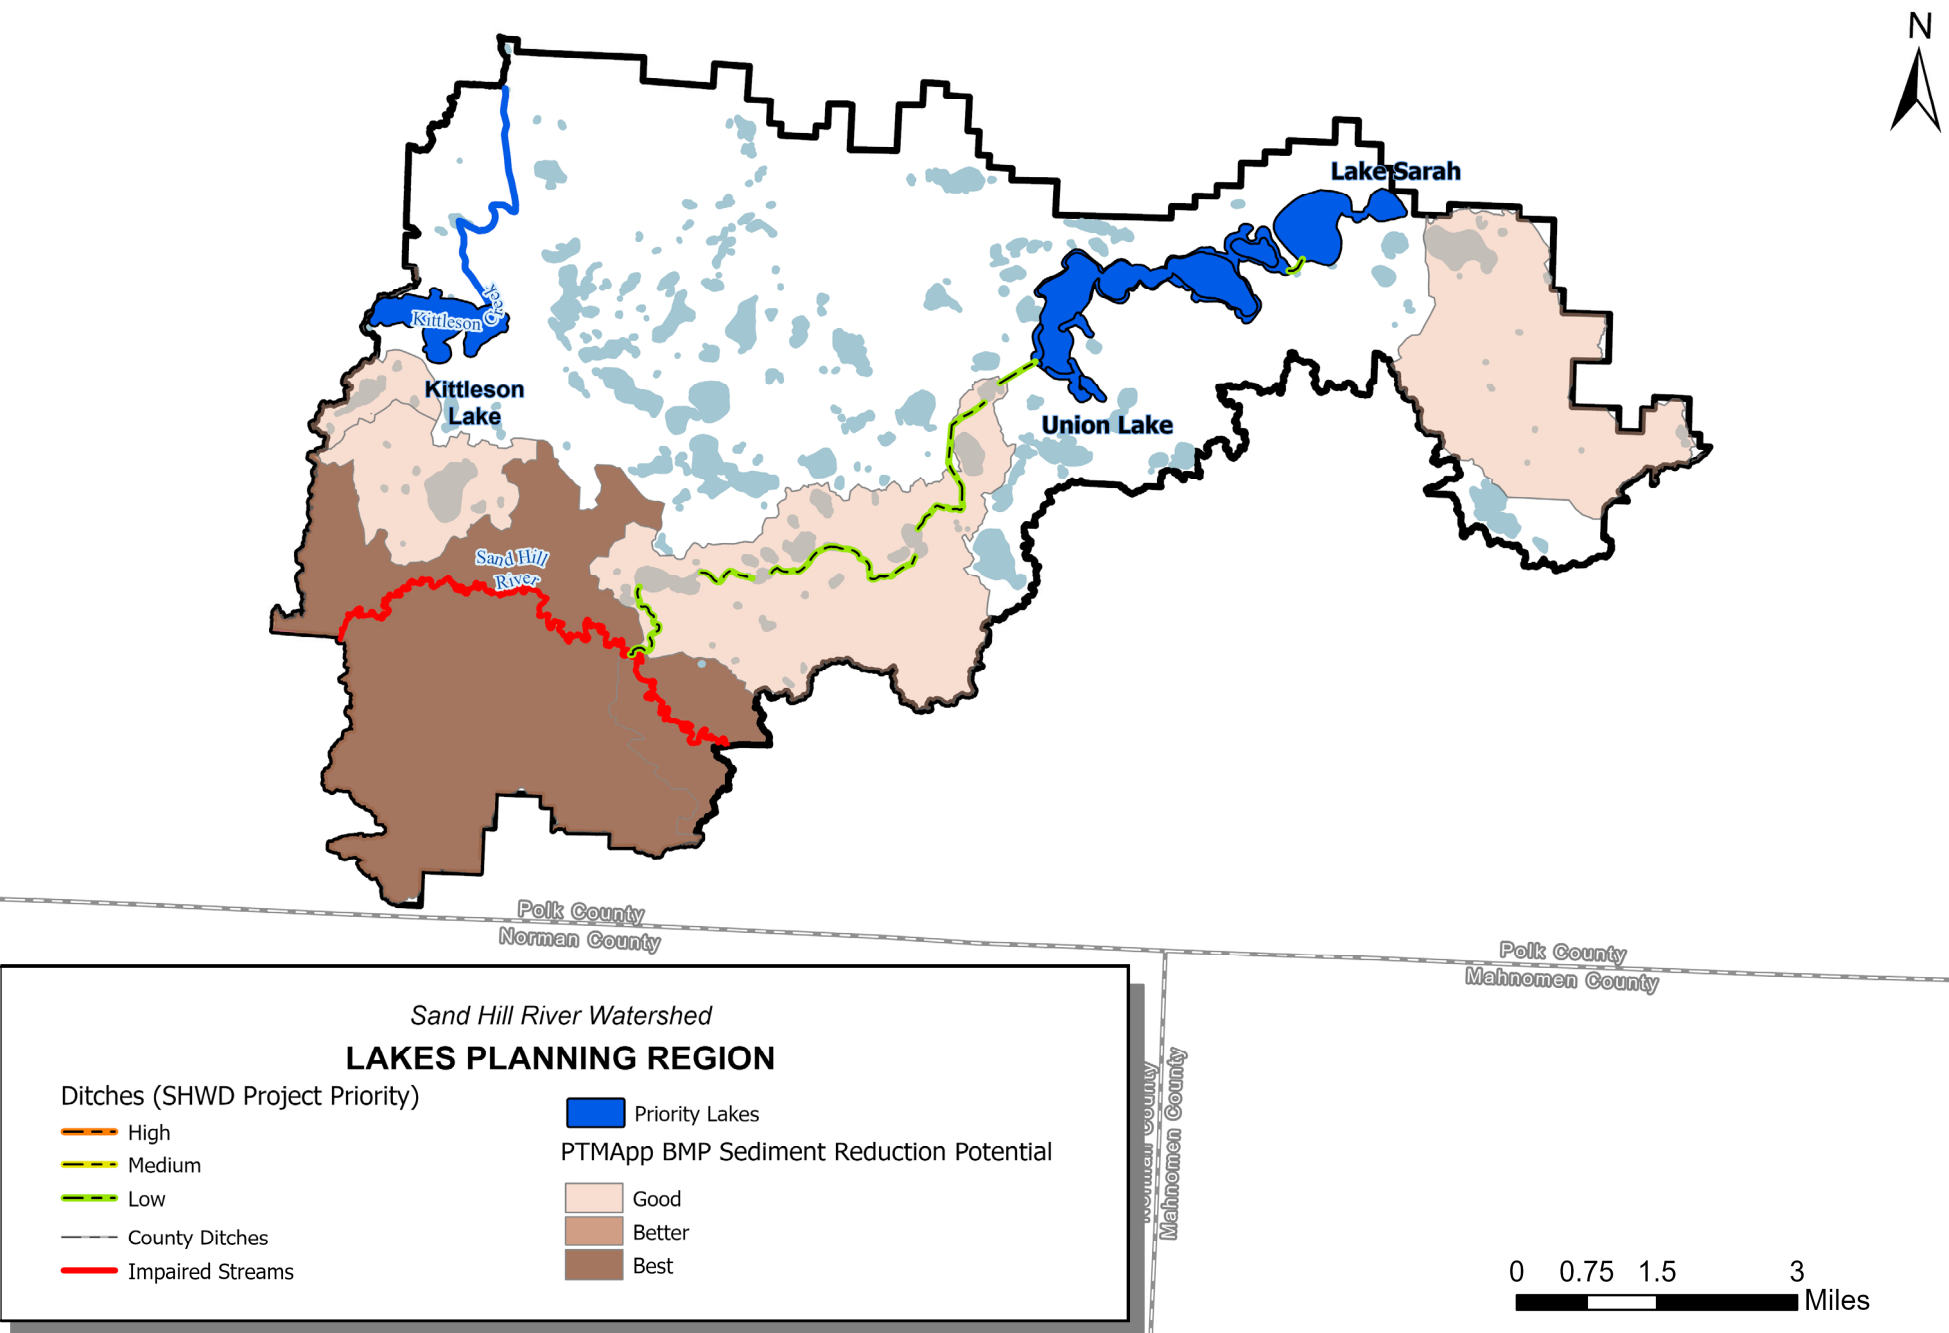 N
Lake Sarah
Kittleson Creek
Kittleson
Lake
Union Lake
Sand Hill
River
Polk County
Norman County
Polk County
Mahnomen County
Norman County
Mahnomen County
Sand Hill River Watershed
LAKES PLANNING REGION
Ditches (SHWD Project Priority)
High
Medium
Low
County Ditches
Impaired Streams
Priority Lakes
PTMApp BMP Sediment Reduction Potential
Good
Better
Best
0 0.75 1.5 3
Miles